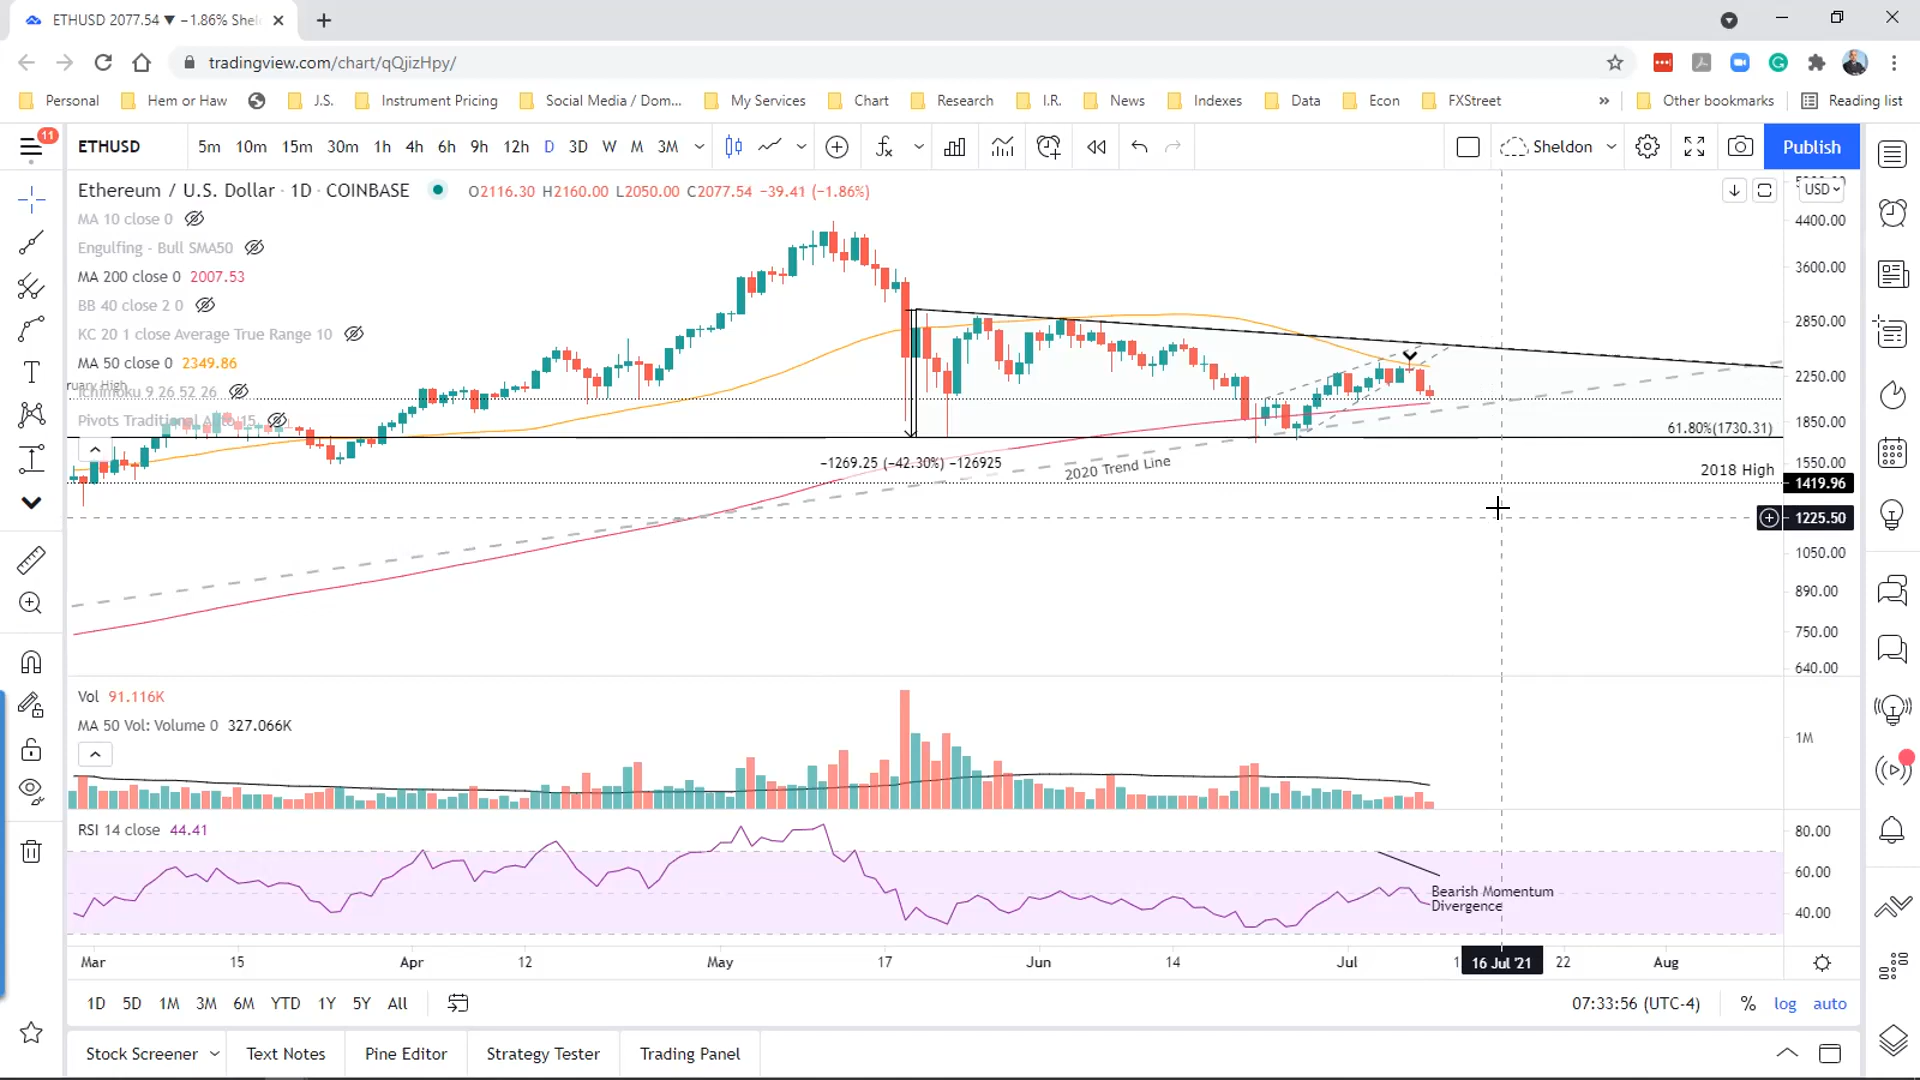 ETHUSD 2077.54 ▼ −1.86% Shel
tradingview.com/chart/qQjizHpy/
Personal Hem or Haw J.S. Instrument Pricing Social Media / Dom... My Services Chart Research I.R. News Indexes Data Econ FXStreet » Other bookmarks Reading list
11
ETHUSD 5m 10m 15m 30m 1h 4h 6h 9h 12h D 3D W M 3M Sheldon Publish
Ethereum / U.S. Dollar · 1D · COINBASE O2116.30 H2160.00 L2050.00 C2077.54 −39.41 (−1.86%)
USD
MA 10 close 0
4400.00
Engulfing - Bull SMA50
3600.00
MA 200 close 0 2007.53
BB 40 close 2 0
2850.00
KC 20 1 close Average True Range 10
MA 50 close 0 2349.86
2250.00
ruary High
Ichimoku 9 26 52 26
Pivots Traditional Auto 15
1850.00
61.80%(1730.31)
−1269.25 (−42.30%) −126925
2020 Trend Line
1550.00
2018 High
1419.96
1225.50
1050.00
890.00
750.00
640.00
Vol 91.116K
MA 50 Vol: Volume 0 327.066K
1M
RSI 14 close 44.41
80.00
60.00
Bearish Momentum
Divergence
40.00
Mar 15 Apr 12 May 17 Jun 14 Jul 1 16 Jul '21 22 Aug
1D 5D 1M 3M 6M YTD 1Y 5Y All 07:33:56 (UTC-4) % log auto
Stock Screener Text Notes Pine Editor Strategy Tester Trading Panel